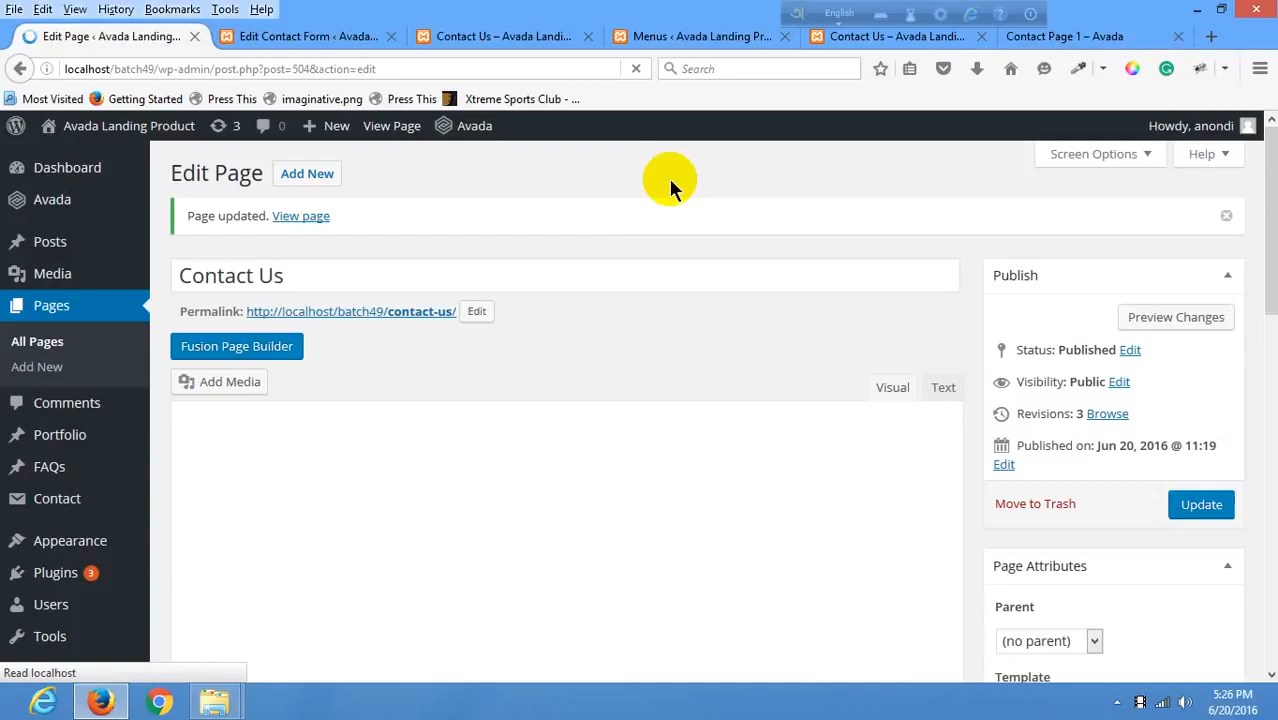 File Edit View History Bookmarks Tools Help
English
Edit Page ‹ Avada Landing...
Edit Contact Form ‹ Avada...
Contact Us – Avada Landi...
Menus ‹ Avada Landing Pr...
Contact Us – Avada Landi...
Contact Page 1 – Avada
localhost/batch49/wp-admin/post.php?post=504&action=edit
Search
Most Visited Getting Started Press This imaginative.png Press This Xtreme Sports Club - ...
Avada Landing Product 3 0 New View Page Avada Howdy, anondi
Dashboard
Avada
Posts
Media
Pages
All Pages
Add New
Comments
Portfolio
FAQs
Contact
Appearance
Plugins 3
Users
Tools
Edit Page Add New
Screen Options Help
Page updated. View page
Contact Us
Permalink: http://localhost/batch49/contact-us/ Edit
Fusion Page Builder
Add Media
Visual Text
Publish
Preview Changes
Status: Published Edit
Visibility: Public Edit
Revisions: 3 Browse
Published on: Jun 20, 2016 @ 11:19
Edit
Move to Trash Update
Page Attributes
Parent
(no parent)
Template
Read localhost
5:26 PM
6/20/2016